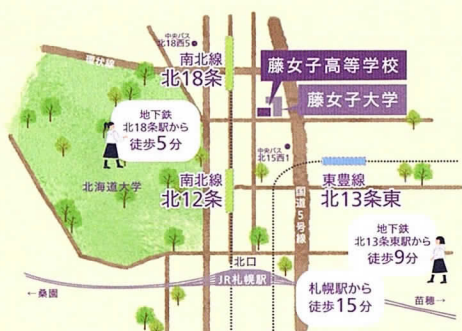 中央バス
北18西5
環状線
南北線
北18条
藤女子高等学校
藤女子大学
地下鉄
北18条駅から
徒歩5分
中央バス
北15西1
北海道大学
南北線
北12条
東豊線
北13条東
国道5号線
地下鉄
北13条東駅から
徒歩9分
北口
JR札幌駅
札幌駅から
徒歩15分
←桑園
苗穂→